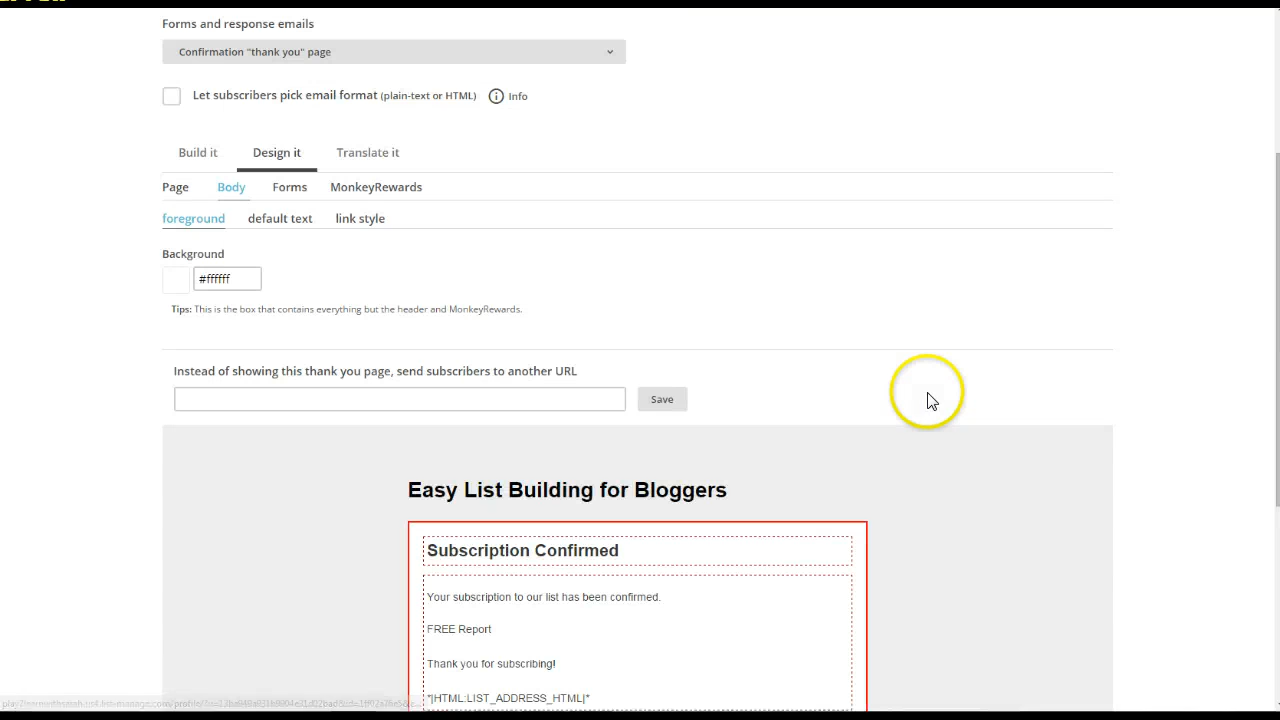 Forms and response emails
Confirmation "thank you" page
Let subscribers pick email format (plain-text or HTML) Info
Build it Design it Translate it
Page Body Forms MonkeyRewards
foreground default text link style
Background
#ffffff
Tips: This is the box that contains everything but the header and MonkeyRewards.
Instead of showing this thank you page, send subscribers to another URL
Save
Easy List Building for Bloggers
Subscription Confirmed
Your subscription to our list has been confirmed.
FREE Report
Thank you for subscribing!
*|HTML:LIST_ADDRESS_HTML|*